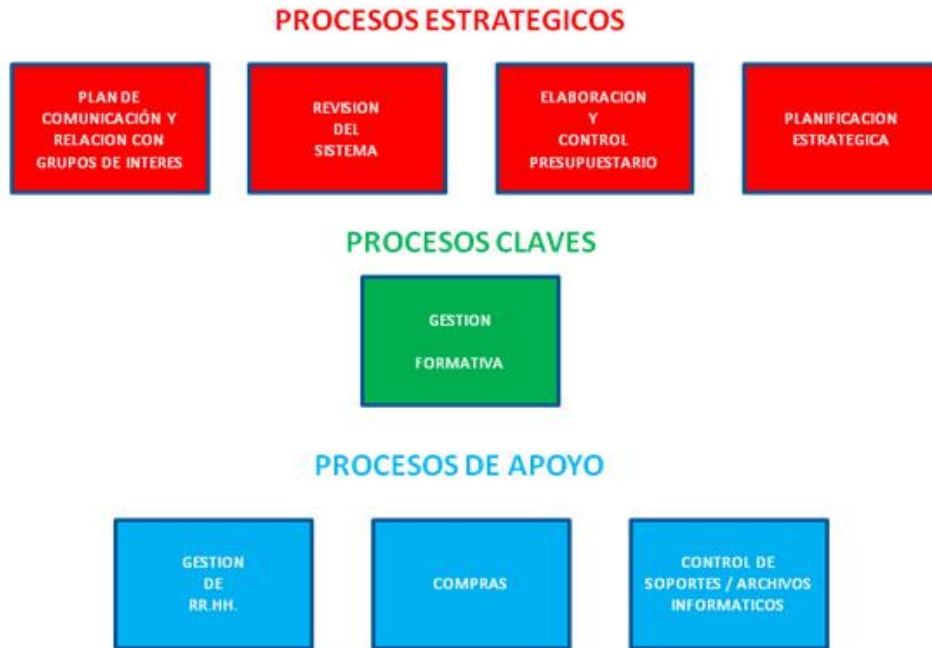 PROCESOS ESTRATEGICOS
PLAN DE
COMUNICACIÓN Y
RELACION CON
GRUPOS DE INTERES
REVISION
DEL
SISTEMA
ELABORACION
Y
CONTROL
PRESUPUESTARIO
PLANIFICACION
ESTRATEGICA
PROCESOS CLAVES
GESTION
FORMATIVA
PROCESOS DE APOYO
GESTION
DE
RR.HH.
COMPRAS
CONTROL DE
SOPORTES / ARCHIVOS
INFORMATICOS